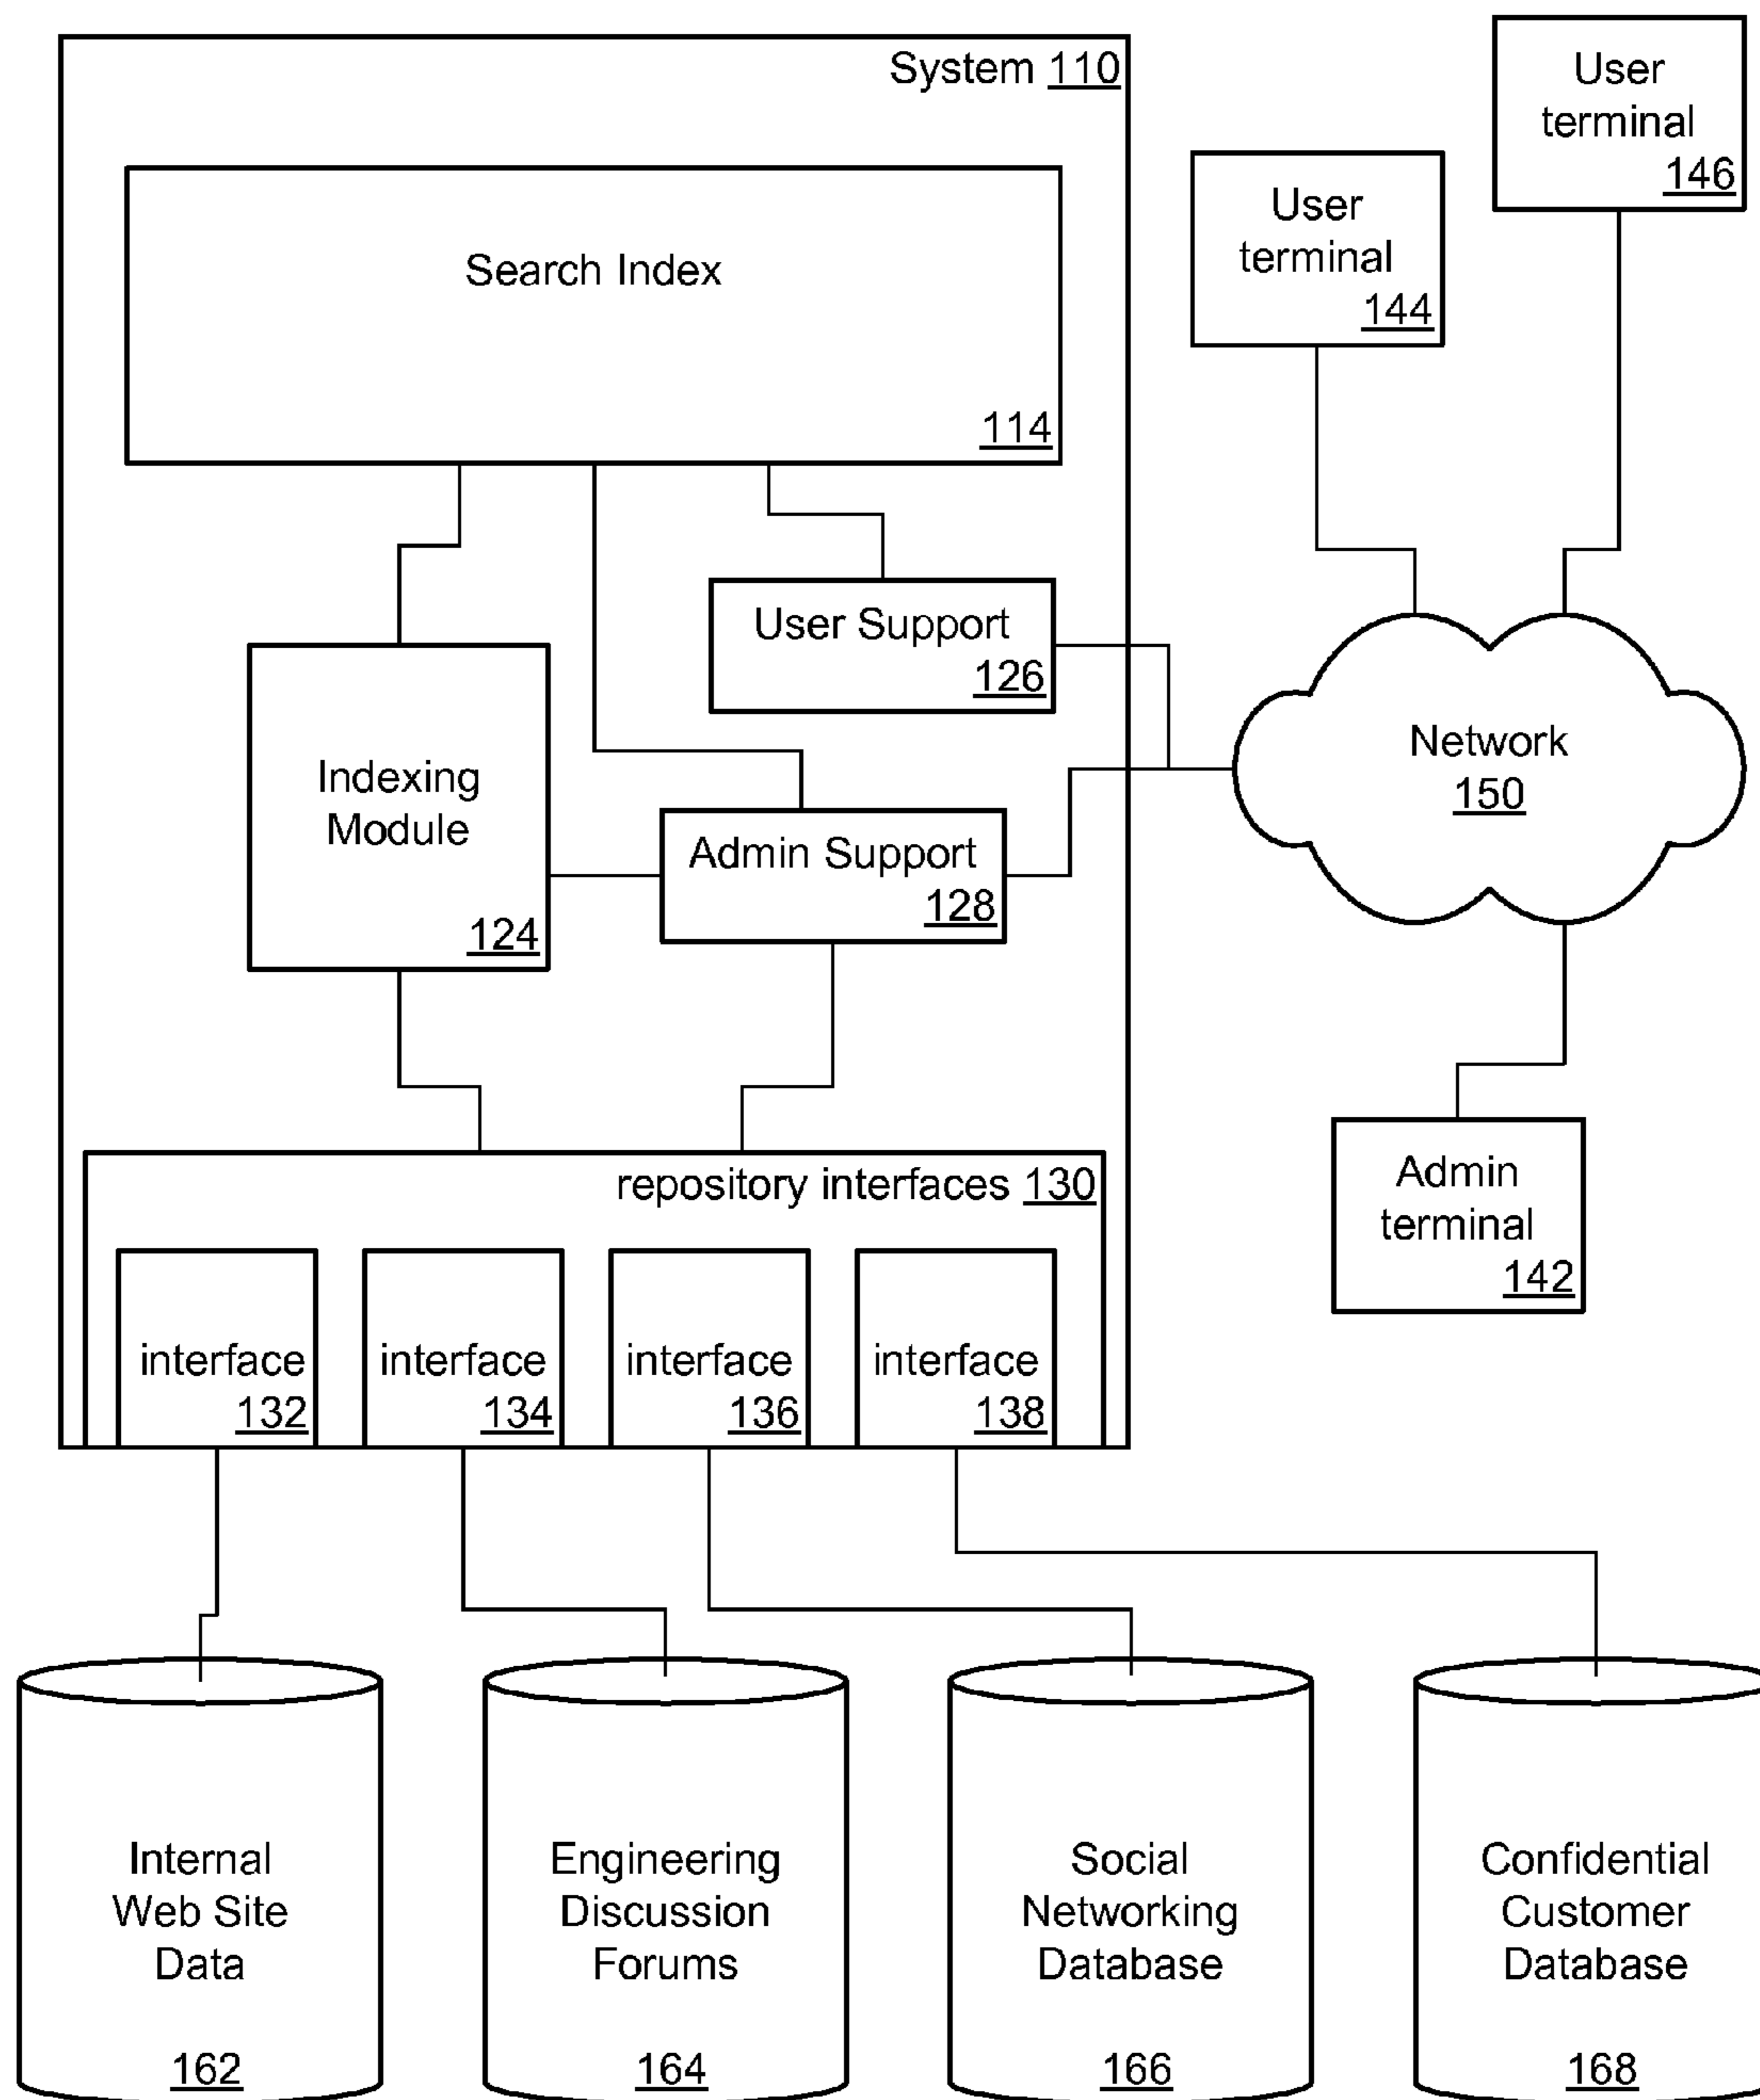 System 110
User
terminal
146
User
terminal
144
Search Index
114
User Support
126
Indexing
Module
124
Admin Support
128
Network
150
Admin
terminal
142
repository interfaces 130
interface
132
interface
134
interface
136
interface
138
Internal
Web Site
Data
162
Engineering
Discussion
Forums
164
Social
Networking
Database
166
Confidential
Customer
Database
168